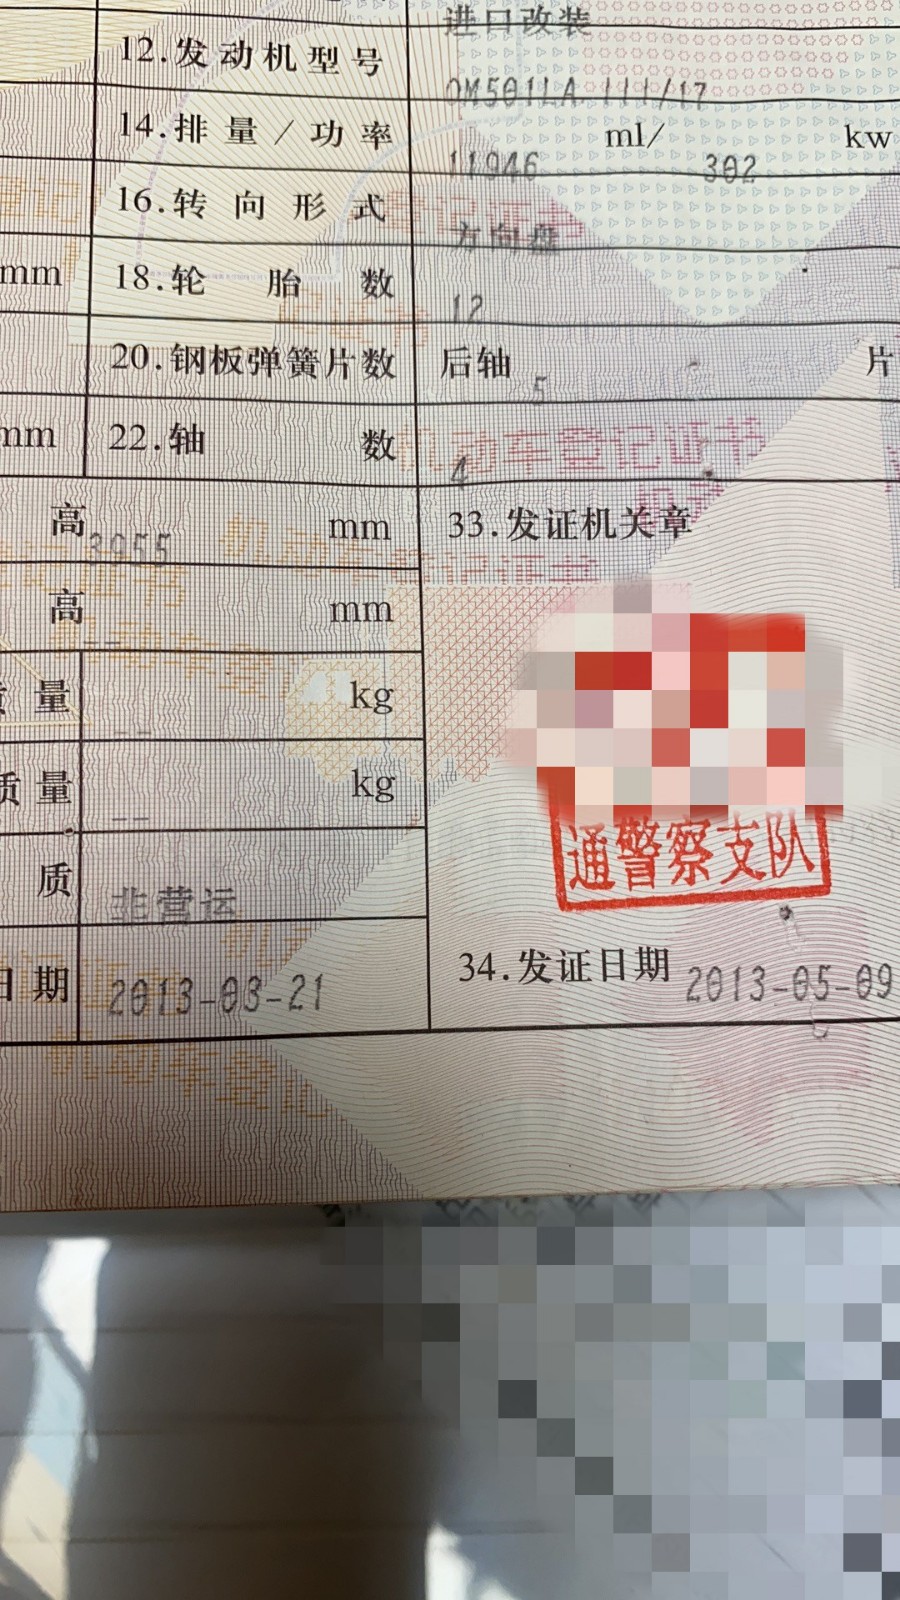 进口改装
12.发动机型号
OM501LA.111/17
14.排量/功率 ml/ kw
11946 302
16.转向形式
方向盘
mm 18.轮胎数
12
20.钢板弹簧片数 后轴 片
5
mm 22.轴数
4
高 mm 33.发证机关章
3955
高 mm
--
量 kg
--
质量 kg
--
通警察支队
质
非营运
日期 2013-03-21 34.发证日期 2013-05-09